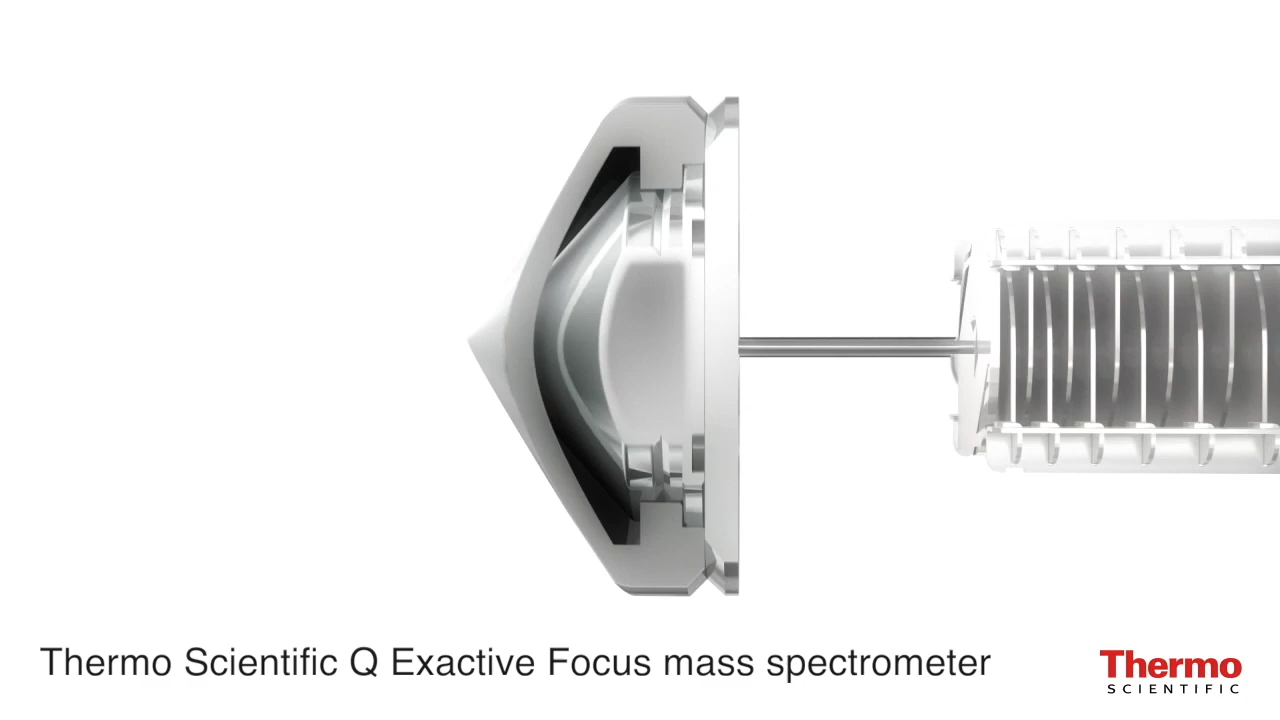 Thermo Scientific Q Exactive Focus mass spectrometer
Thermo
SCIENTIFIC